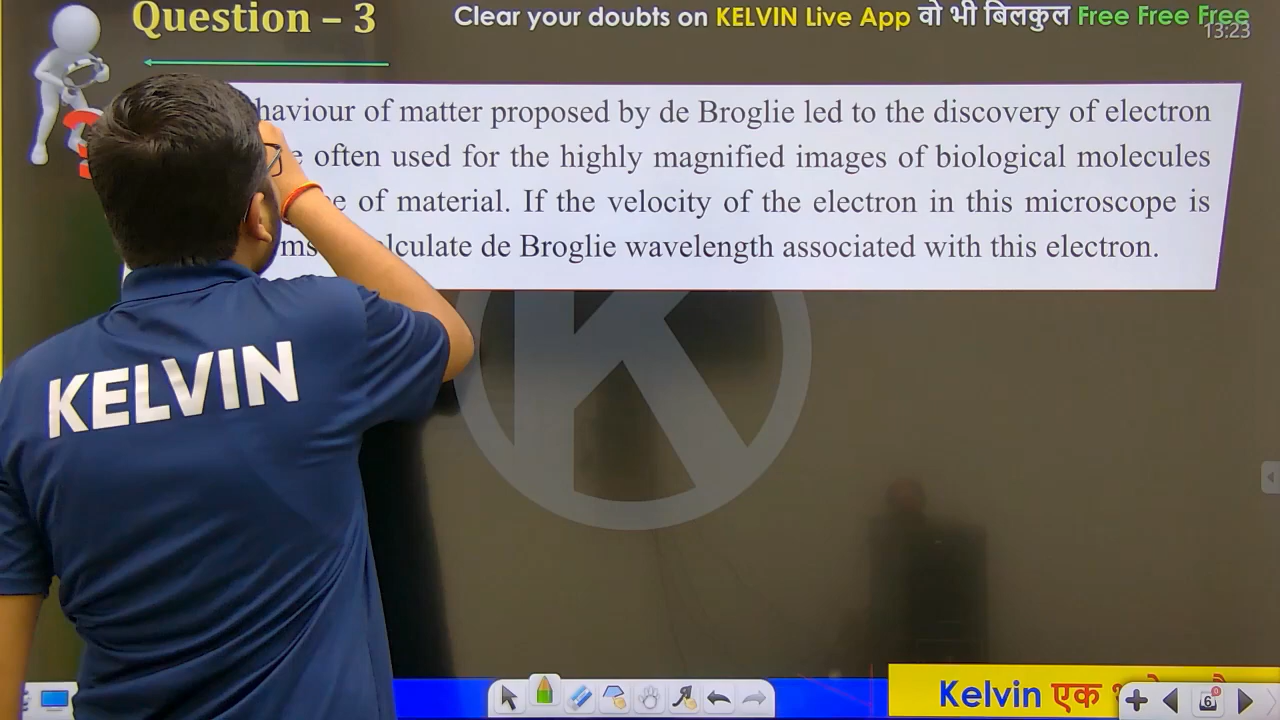 Question – 3
Clear your doubts on KELVIN Live App वो भी बिलकुल Free Free Free
13:23
of matter proposed by de Broglie led to the discovery of electron
often used for the highly magnified images of biological molecules
of material. If the velocity of the electron in this microscope is
de Broglie wavelength associated with this electron.
KELVIN
K
Kelvin एक
6